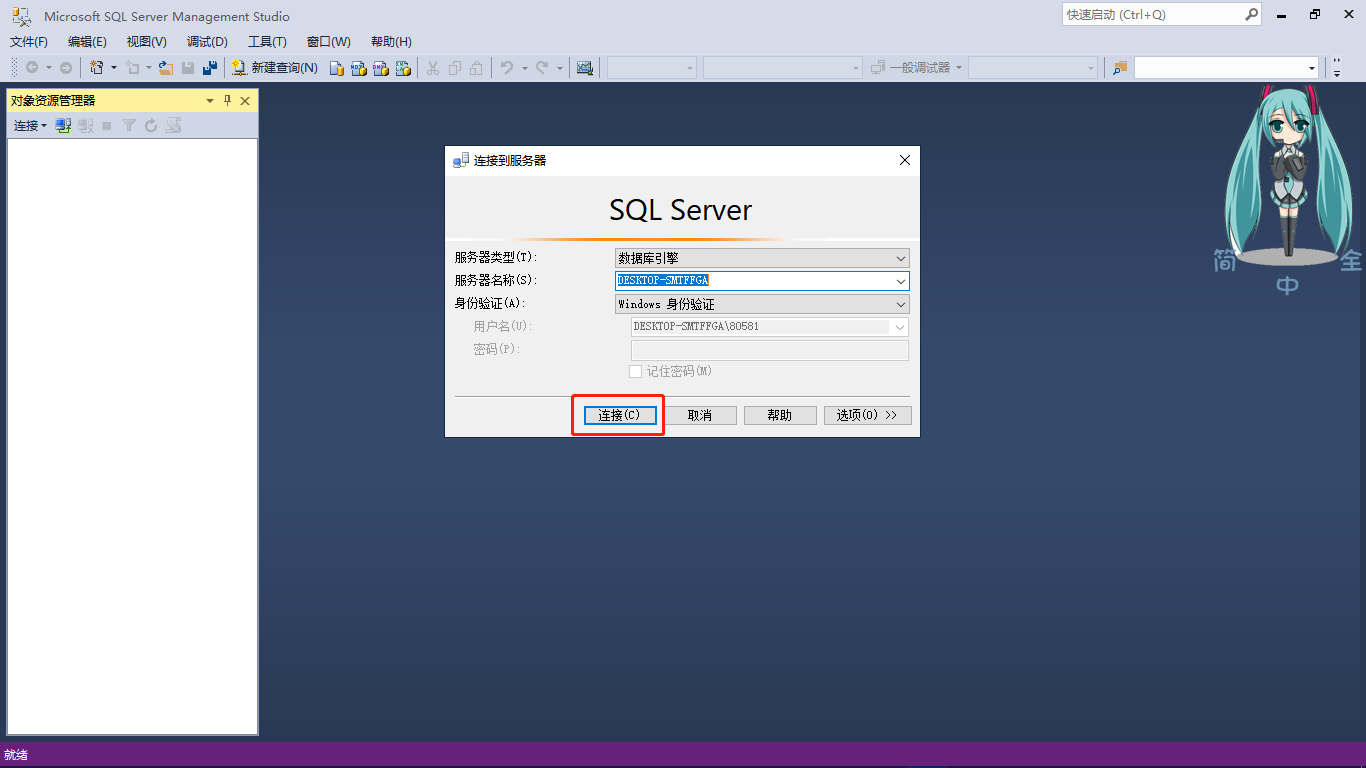 Microsoft SQL Server Management Studio
快速启动 (Ctrl+Q)
文件(F) 编辑(E) 视图(V) 调试(D) 工具(T) 窗口(W) 帮助(H)
新建查询(N) 一般调试器
对象资源管理器
连接
连接到服务器
SQL Server
服务器类型(T): 数据库引擎
服务器名称(S): DESKTOP-SMTFFGA
身份验证(A): Windows 身份验证
用户名(U): DESKTOP-SMTFFGA\80581
密码(P):
记住密码(M)
连接(C) 取消 帮助 选项(O) >>
简 全
中
就绪